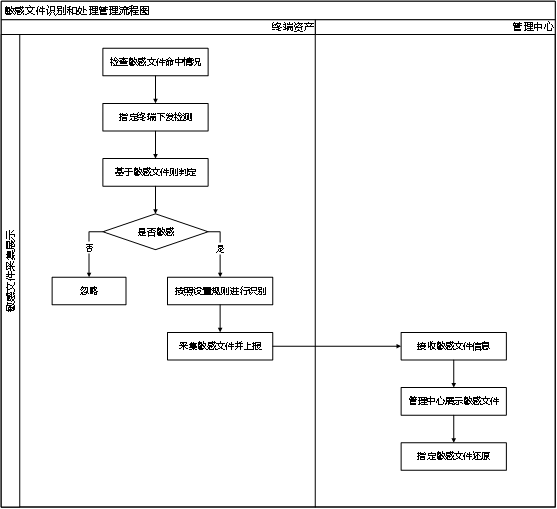 敏感文件识别和处理管理流程图
终端资产
管理中心
敏感文件采集展示
检查敏感文件命中情况
指定终端下发检测
基于敏感文件则判定
是否敏感
否
是
忽略
按照设置规则进行识别
采集敏感文件并上报
接收敏感文件信息
管理中心展示敏感文件
指定敏感文件还原